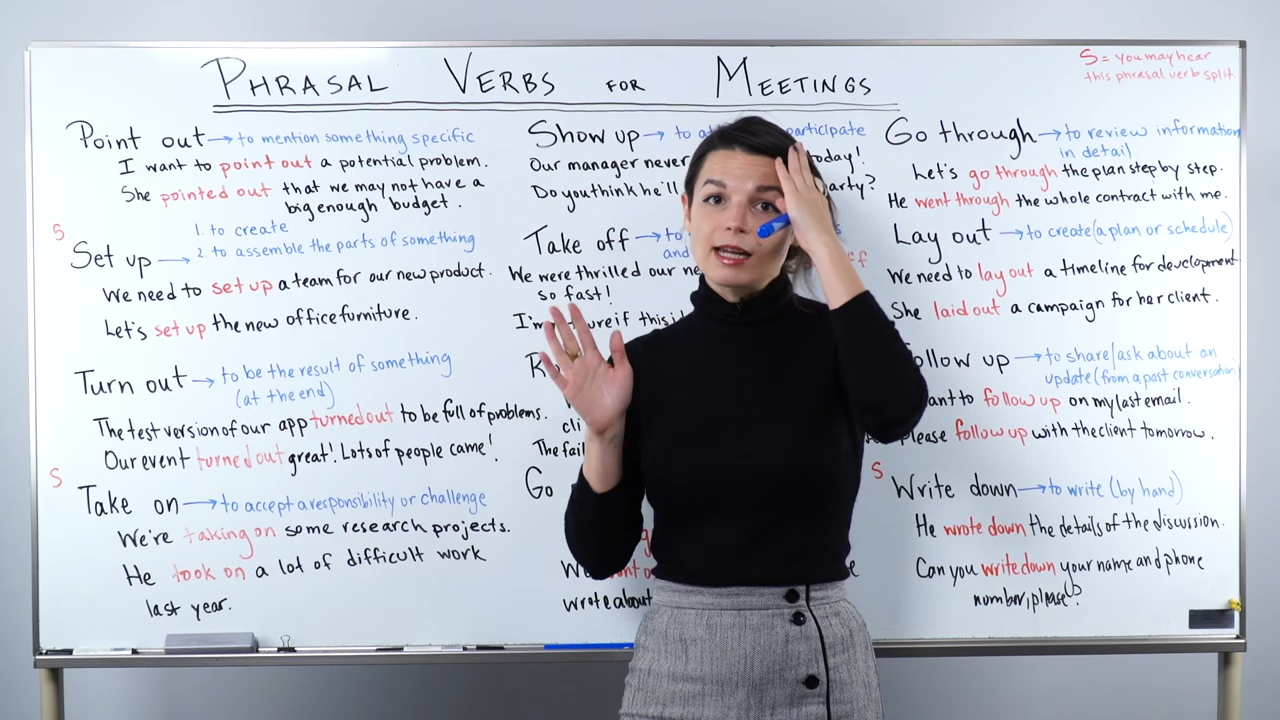 PHRASAL VERBS FOR MEETINGS
S = you may hear
this phrasal verb split.
Point out → to mention something specific
I want to point out a potential problem.
She pointed out that we may not have a
big enough budget.
S
1. to create
Set up → 2. to assemble the parts of something
We need to set up a team for our new product.
Let's set up the new office furniture.
Turn out → to be the result of something
(at the end)
The test version of our app turned out to be full of problems.
Our event turned out great! Lots of people came!
S
Take on → to accept a responsibility or challenge
We're taking on some research projects.
He took on a lot of difficult work
last year.
Show up → to participate
Our manager never today!
Do you think he'll party?
Take off → to
and
We were thrilled our
so fast!
I'm sure if this
The
Go
wrote about
Go through → to review information
in detail
Let's go through the plan step by step.
He went through the whole contract with me.
Lay out → to create (a plan or schedule)
We need to lay out a timeline for development
She laid out a campaign for her client.
Follow up → to share/ask about an
update (from a past conversation)
want to follow up on my last email.
Please follow up with the client tomorrow.
S
Write down → to write (by hand)
He wrote down the details of the discussion.
Can you write down your name and phone
number, please?